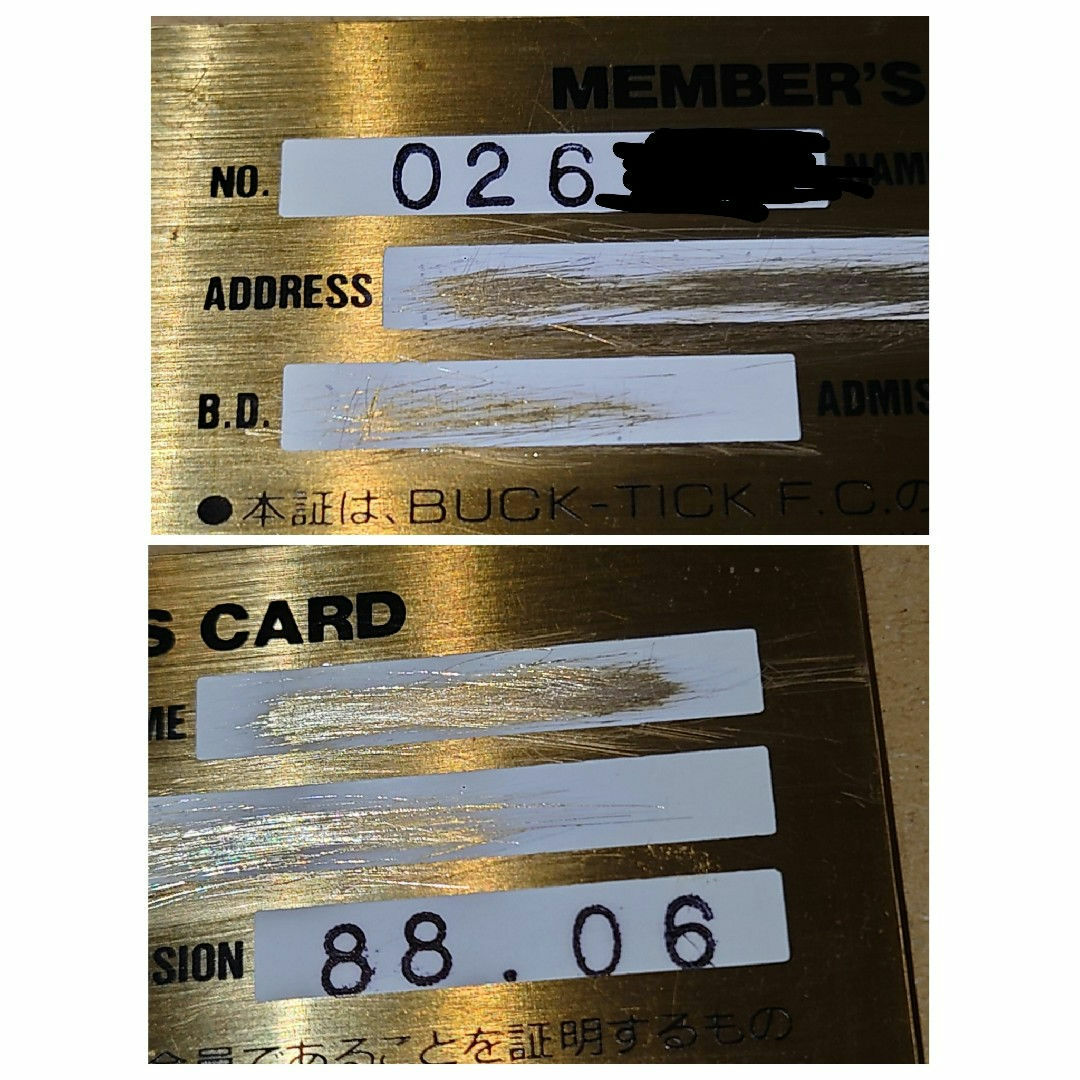 MEMBER'S
NO. 026
ADDRESS
B.D. ADMIS
●本証は、BUCK-TICK F.C.の
S CARD
ME
SION 88.06
会員であることを証明するもの